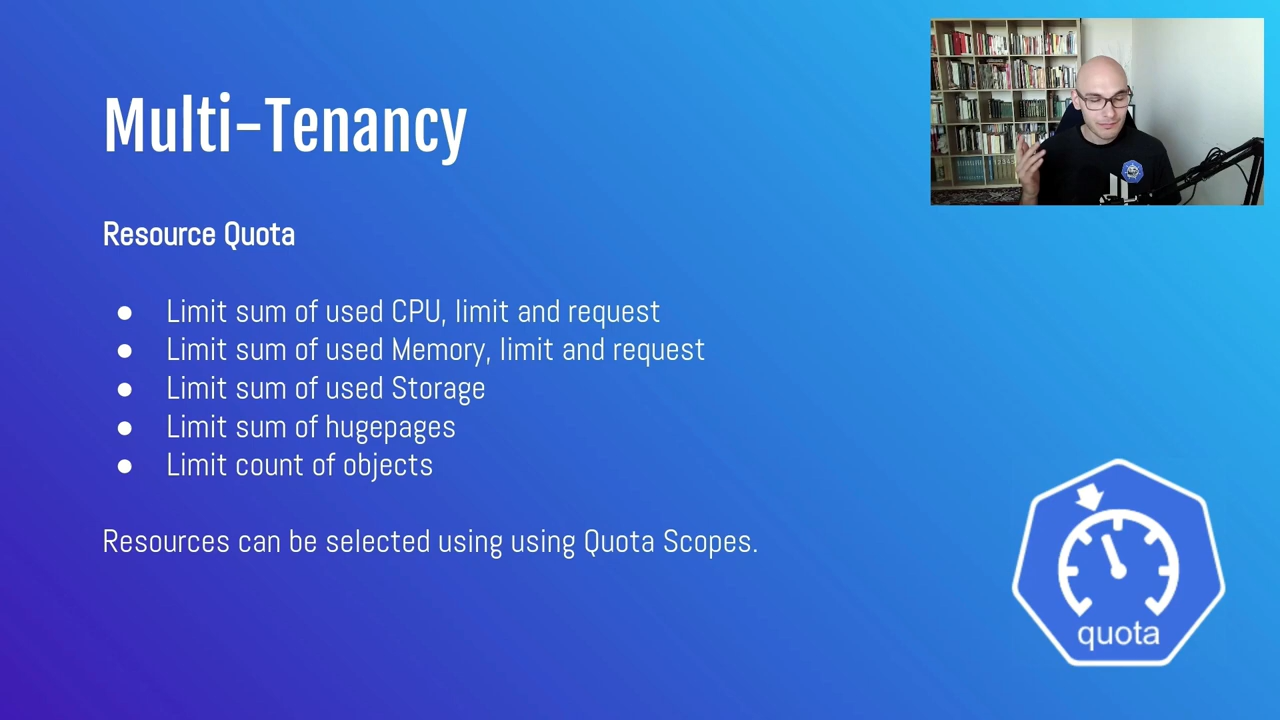 Multi-Tenancy
Resource Quota
● Limit sum of used CPU, limit and request
● Limit sum of used Memory, limit and request
● Limit sum of used Storage
● Limit sum of hugepages
● Limit count of objects
Resources can be selected using using Quota Scopes.
quota